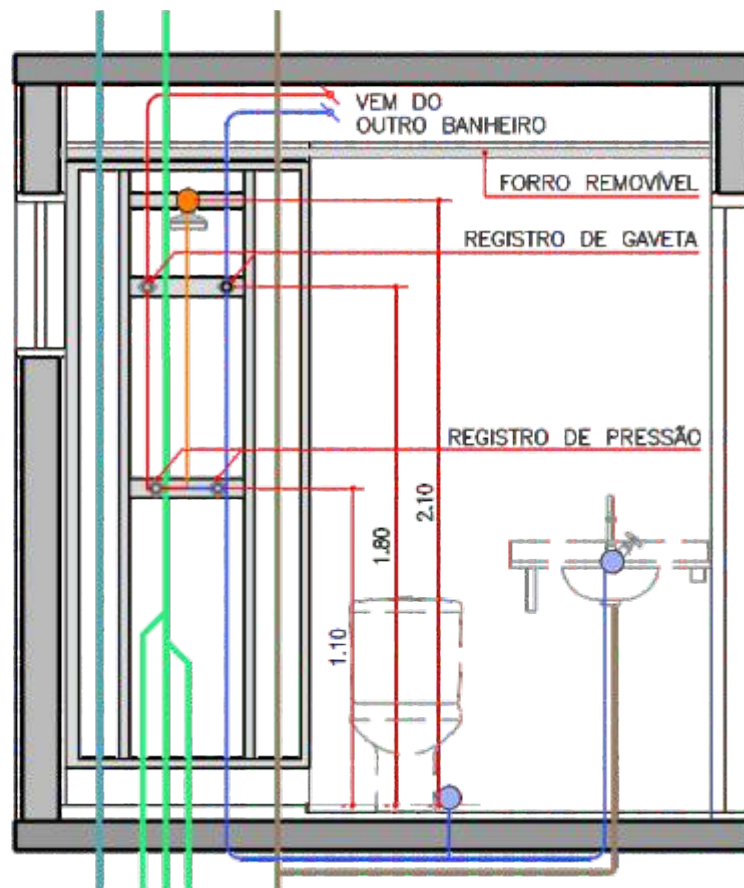 VEM DO
OUTRO BANHEIRO
FORRO REMOVÍVEL
REGISTRO DE GAVETA
REGISTRO DE PRESSÃO
2.10
1.80
1.10